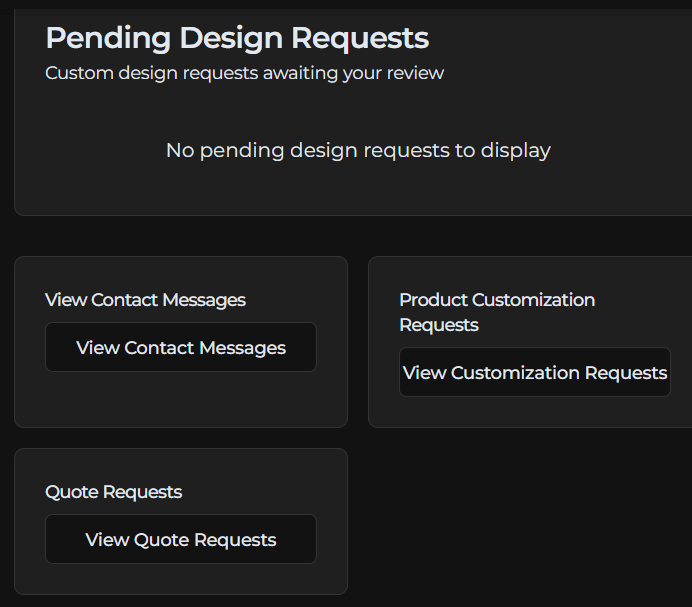 Pending Design Requests
Custom design requests awaiting your review
No pending design requests to display
View Contact Messages
View Contact Messages
Product Customization
Requests
View Customization Requests
Quote Requests
View Quote Requests